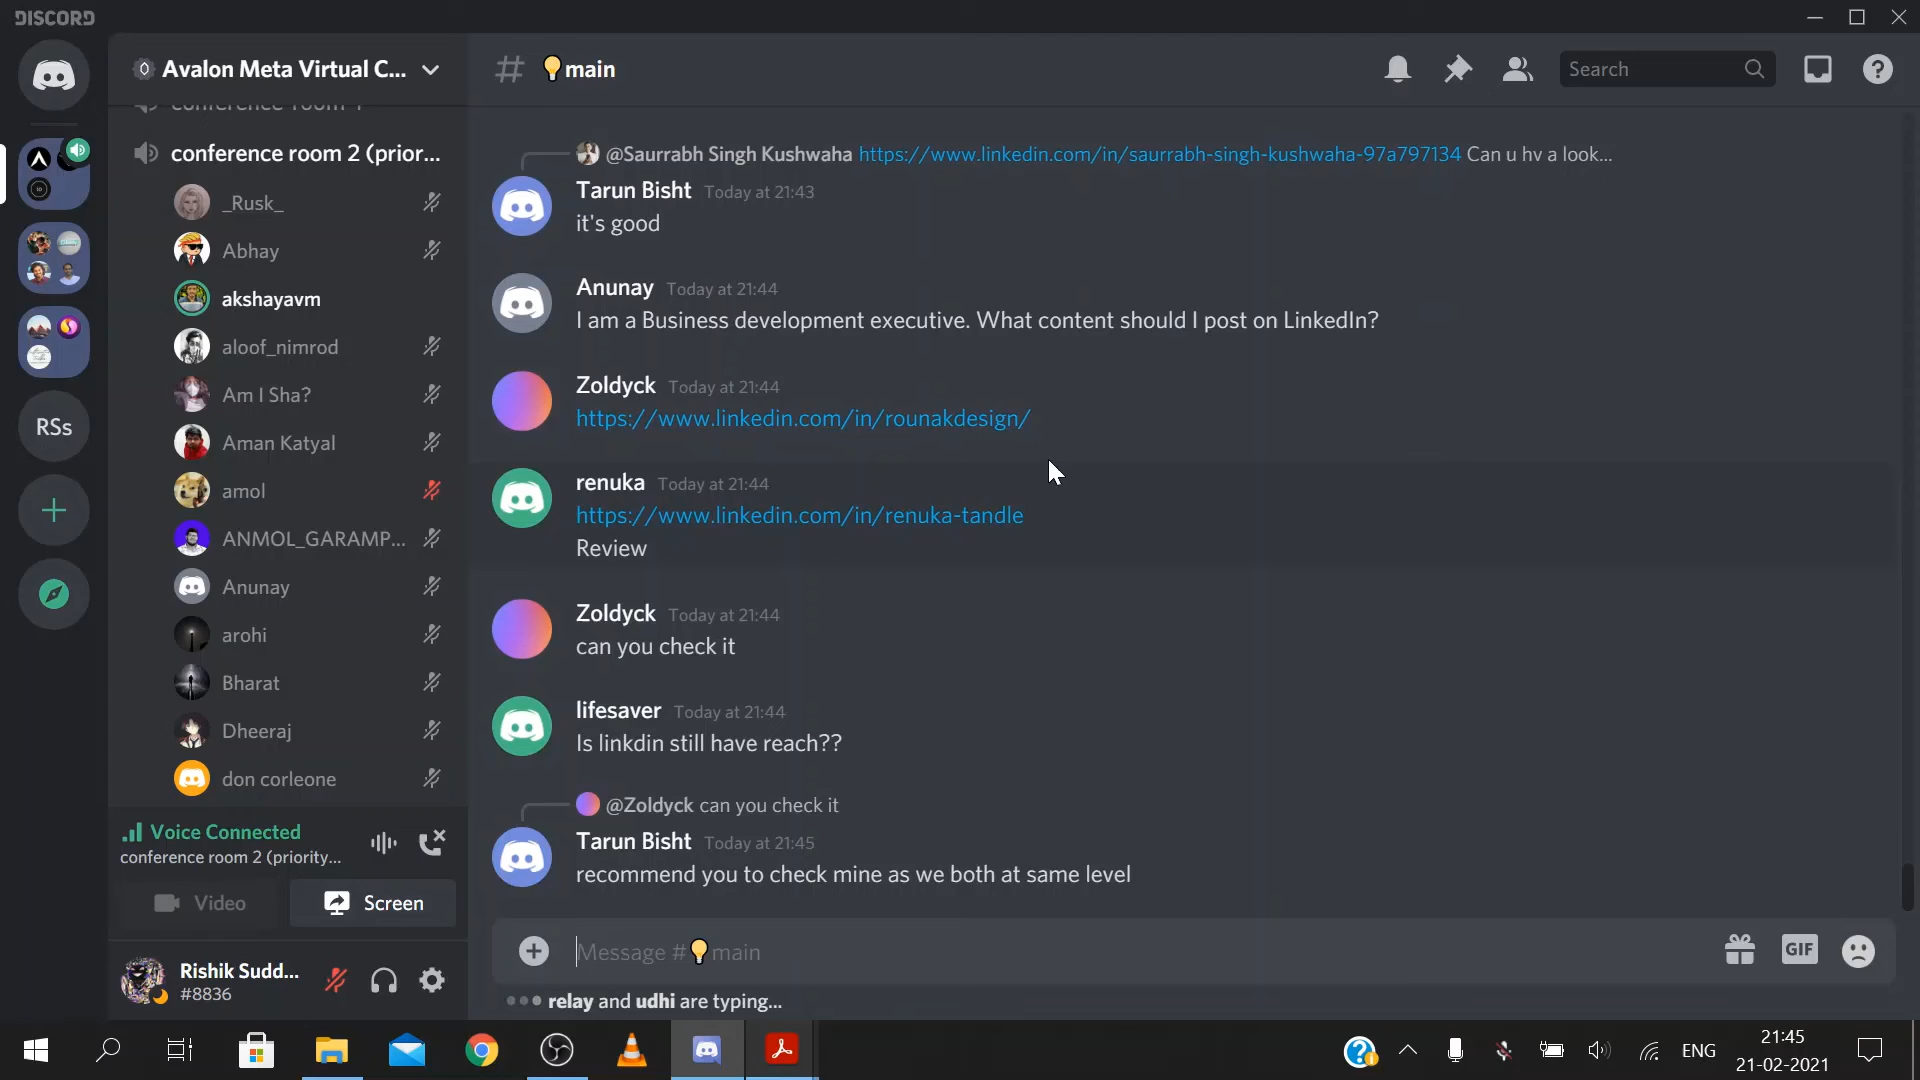 DISCORD
Avalon Meta Virtual C...
conference room 2 (prior...
_Rusk_
Abhay
akshayavm
aloof_nimrod
Am I Sha?
Aman Katyal
amol
ANMOL_GARAMP...
Anunay
arohi
Bharat
Dheeraj
don corleone
RSs
Voice Connected
conference room 2 (priority...
Video
Screen
Rishik Sudd...
#8836
# 💡main
Search
@Saurrabh Singh Kushwaha https://www.linkedin.com/in/saurrabh-singh-kushwaha-97a797134 Can u hv a look...
Tarun Bisht Today at 21:43
it's good
Anunay Today at 21:44
I am a Business development executive. What content should I post on LinkedIn?
Zoldyck Today at 21:44
https://www.linkedin.com/in/rounakdesign/
renuka Today at 21:44
https://www.linkedin.com/in/renuka-tandle
Review
Zoldyck Today at 21:44
can you check it
lifesaver Today at 21:44
Is linkdin still have reach??
@Zoldyck can you check it
Tarun Bisht Today at 21:45
recommend you to check mine as we both at same level
Message #💡main
GIF
relay and udhi are typing...
ENG
21:45
21-02-2021